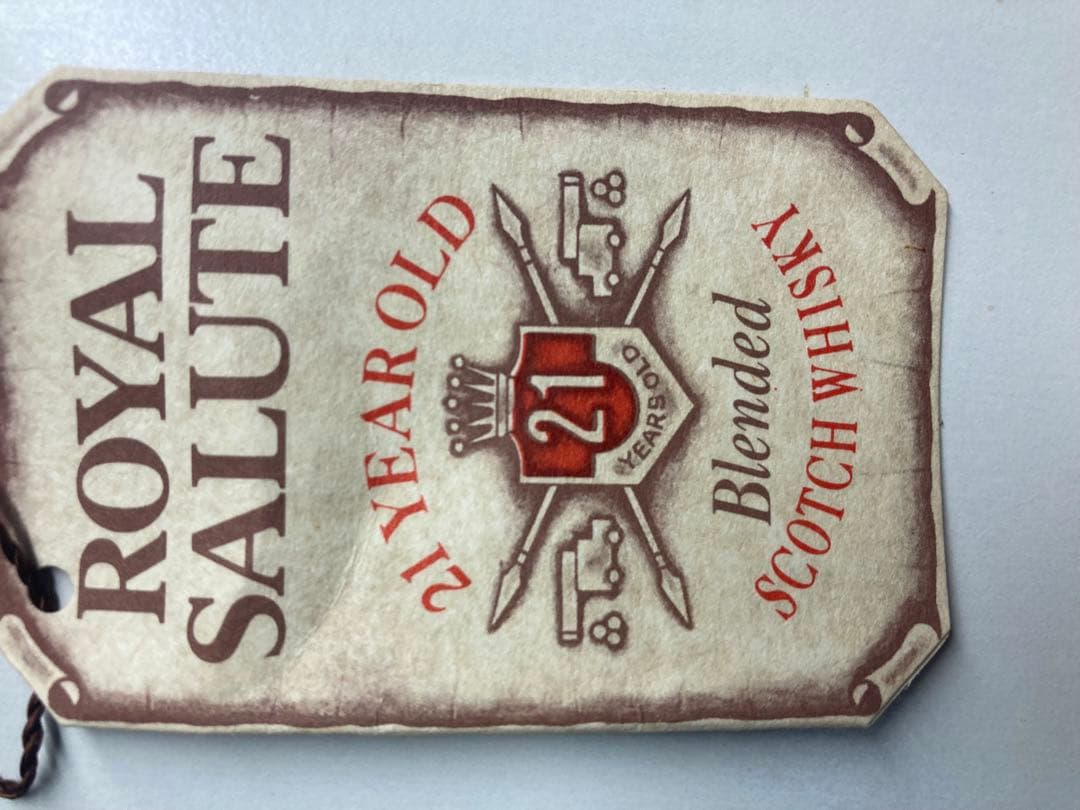 ROYAL
SALUTE
21 YEAR OLD
21
YEARS OLD
Blended
SCOTCH WHISKY